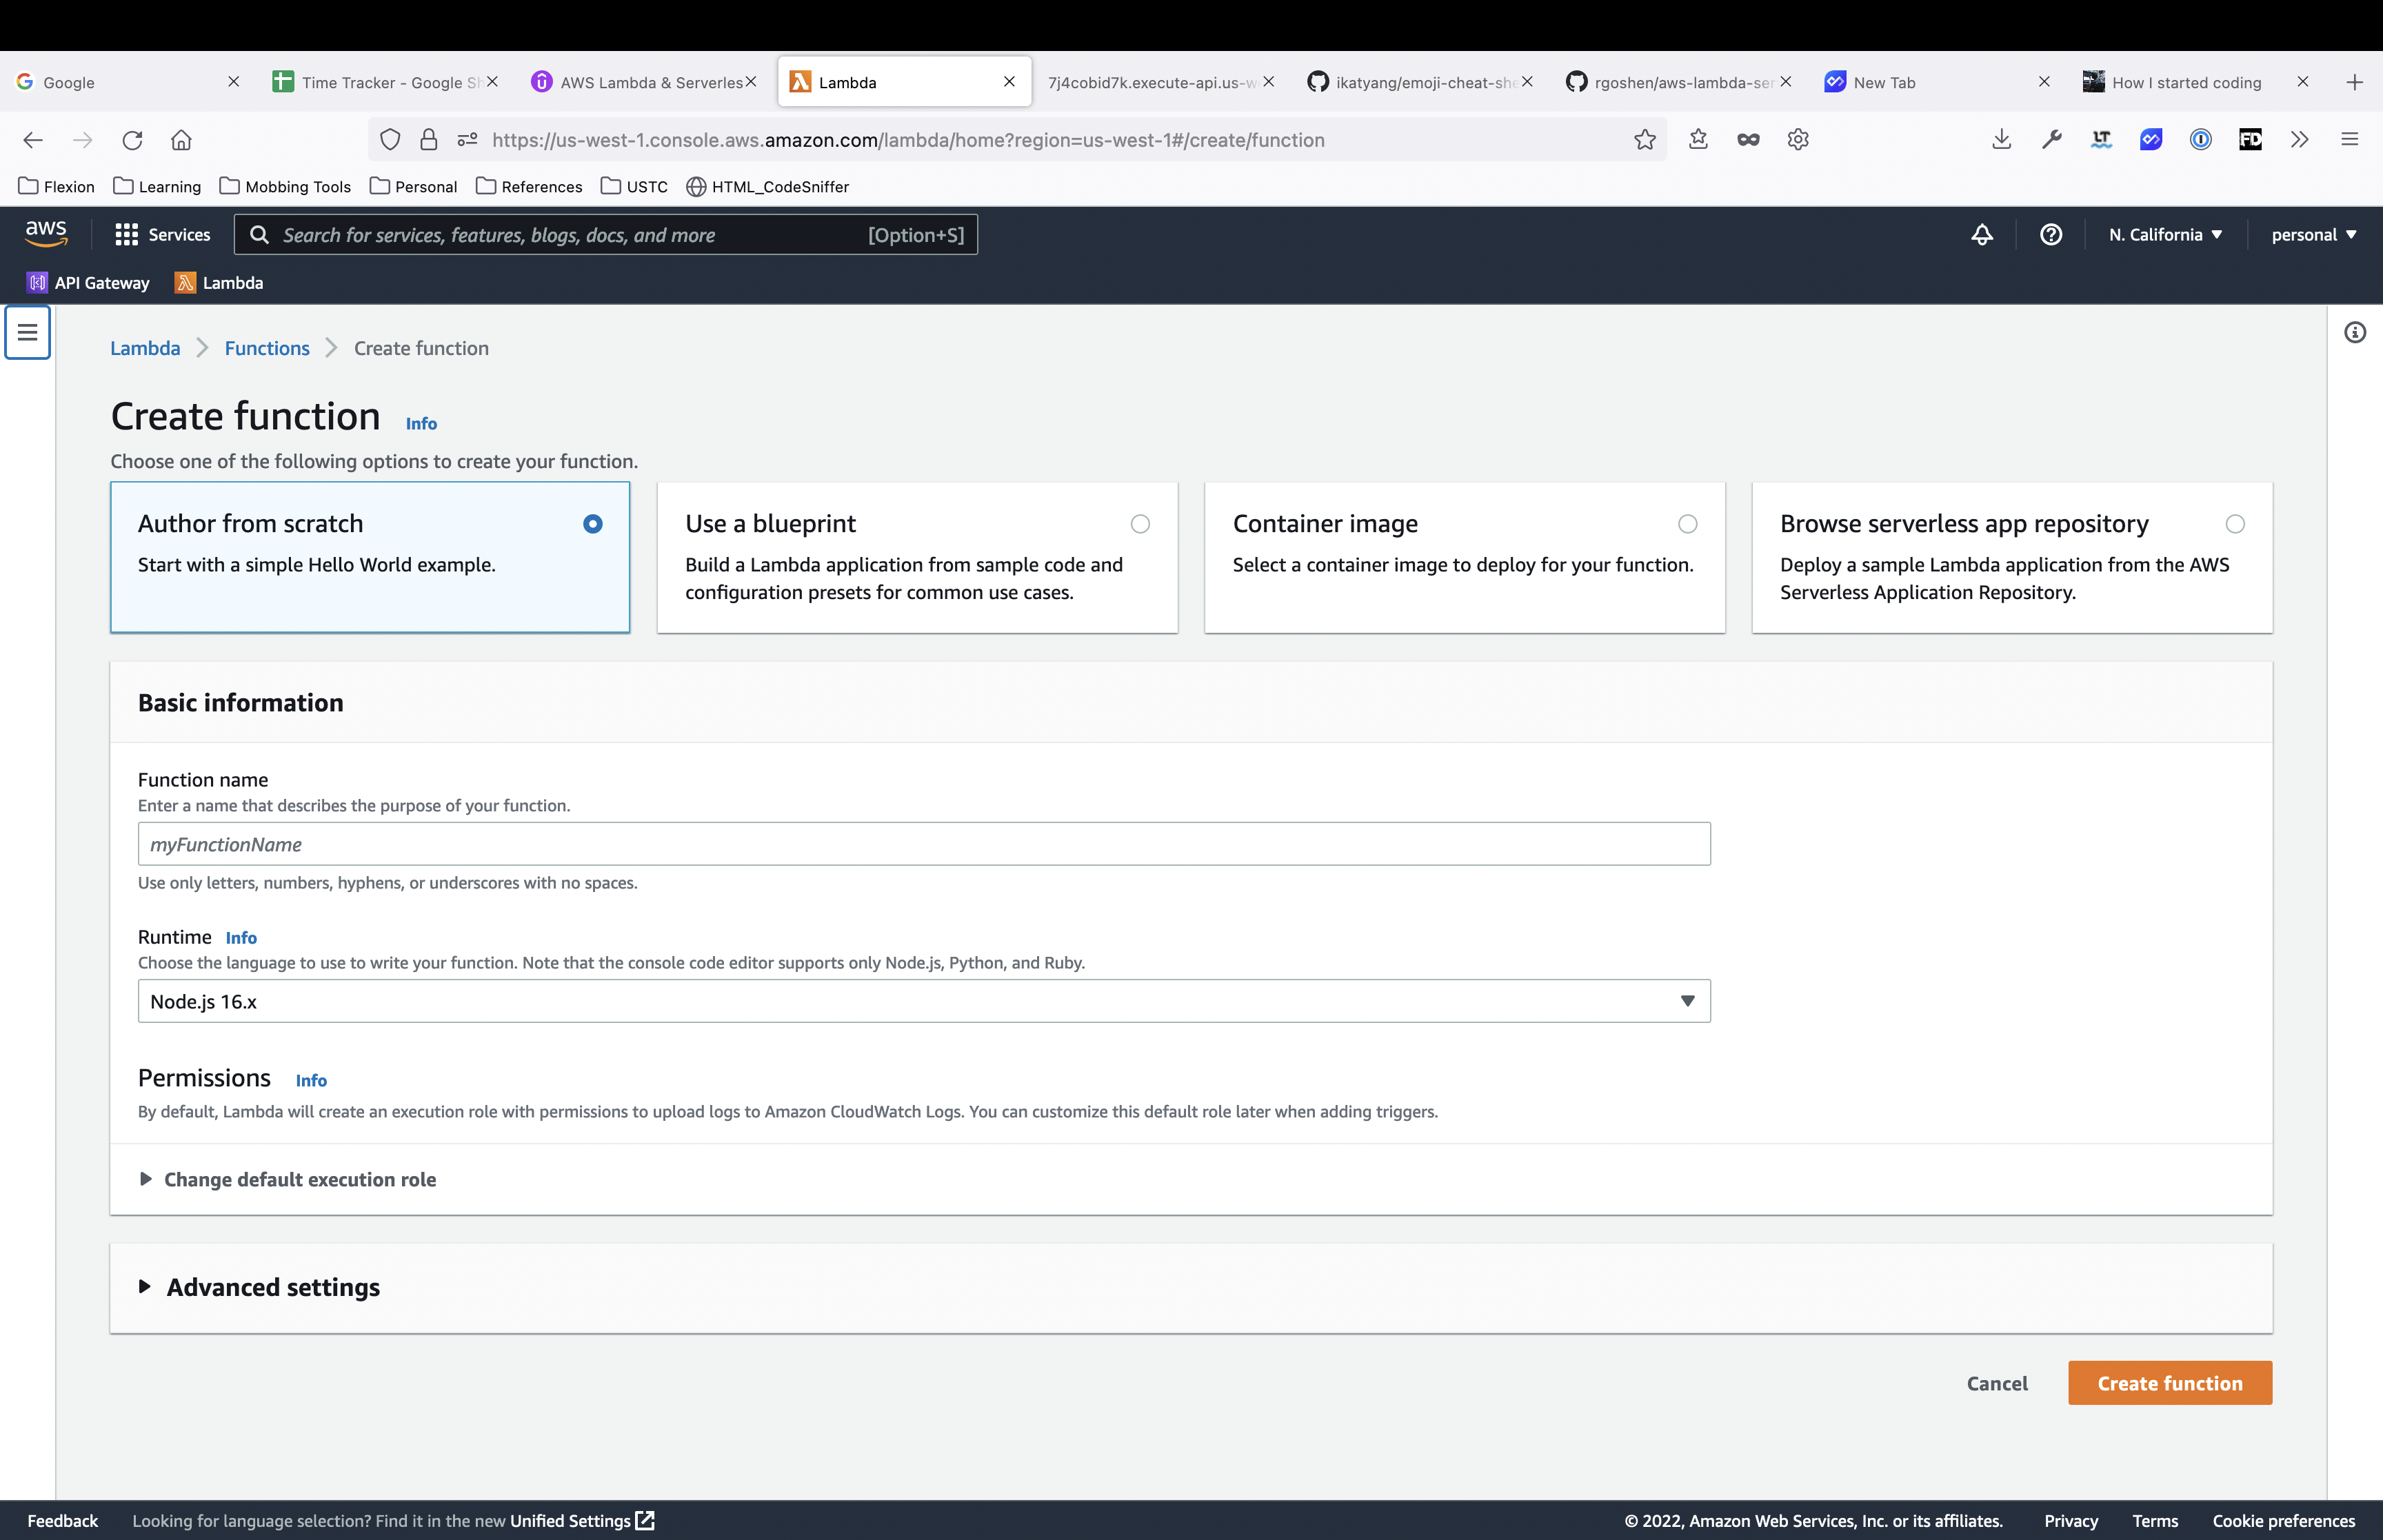 Google
Time Tracker - Google Sh
AWS Lambda & Serverles
Lambda
7j4cobid7k.execute-api.us-w
ikatyang/emoji-cheat-she
rgoshen/aws-lambda-ser
New Tab
How I started coding
https://us-west-1.console.aws.amazon.com/lambda/home?region=us-west-1#/create/function
LT
FD
Flexion
Learning
Mobbing Tools
Personal
References
USTC
HTML_CodeSniffer
aws
Services
Search for services, features, blogs, docs, and more
[Option+S]
N. California
personal
API Gateway
Lambda
Lambda
Functions
Create function
Create function
Info
Choose one of the following options to create your function.
Author from scratch
Start with a simple Hello World example.
Use a blueprint
Build a Lambda application from sample code and
configuration presets for common use cases.
Container image
Select a container image to deploy for your function.
Browse serverless app repository
Deploy a sample Lambda application from the AWS
Serverless Application Repository.
Basic information
Function name
Enter a name that describes the purpose of your function.
myFunctionName
Use only letters, numbers, hyphens, or underscores with no spaces.
Runtime
Info
Choose the language to use to write your function. Note that the console code editor supports only Node.js, Python, and Ruby.
Node.js 16.x
Permissions
Info
By default, Lambda will create an execution role with permissions to upload logs to Amazon CloudWatch Logs. You can customize this default role later when adding triggers.
Change default execution role
Advanced settings
Cancel
Create function
Feedback
Looking for language selection? Find it in the new Unified Settings
© 2022, Amazon Web Services, Inc. or its affiliates.
Privacy
Terms
Cookie preferences